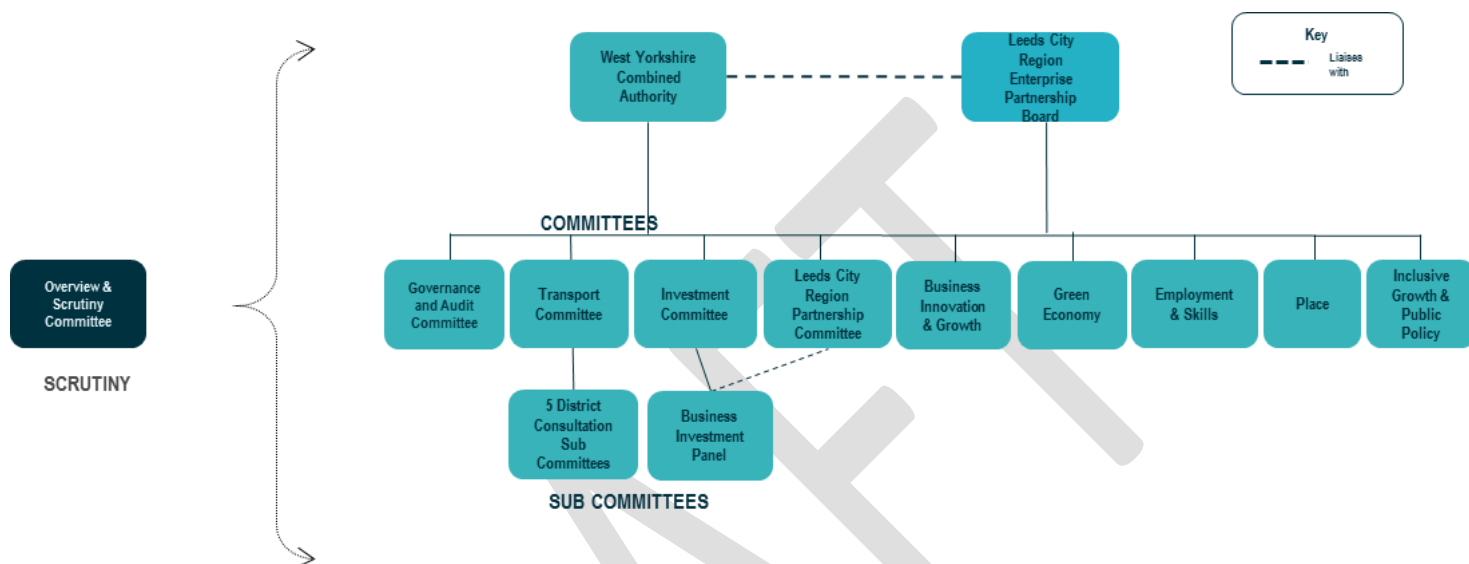 West Yorkshire
Combined
Authority
Leeds City
Region
Enterprise
Partnership
Board
Key
Liaises
with
COMMITTEES
Overview &
Scrutiny
Committee
SCRUTINY
Governance
and Audit
Committee
Transport
Committee
Investment
Committee
Leeds City
Region
Partnership
Committee
Business
Innovation
& Growth
Green
Economy
Employment
& Skills
Place
Inclusive
Growth &
Public
Policy
5 District
Consultation
Sub
Committees
Business
Investment
Panel
SUB COMMITTEES